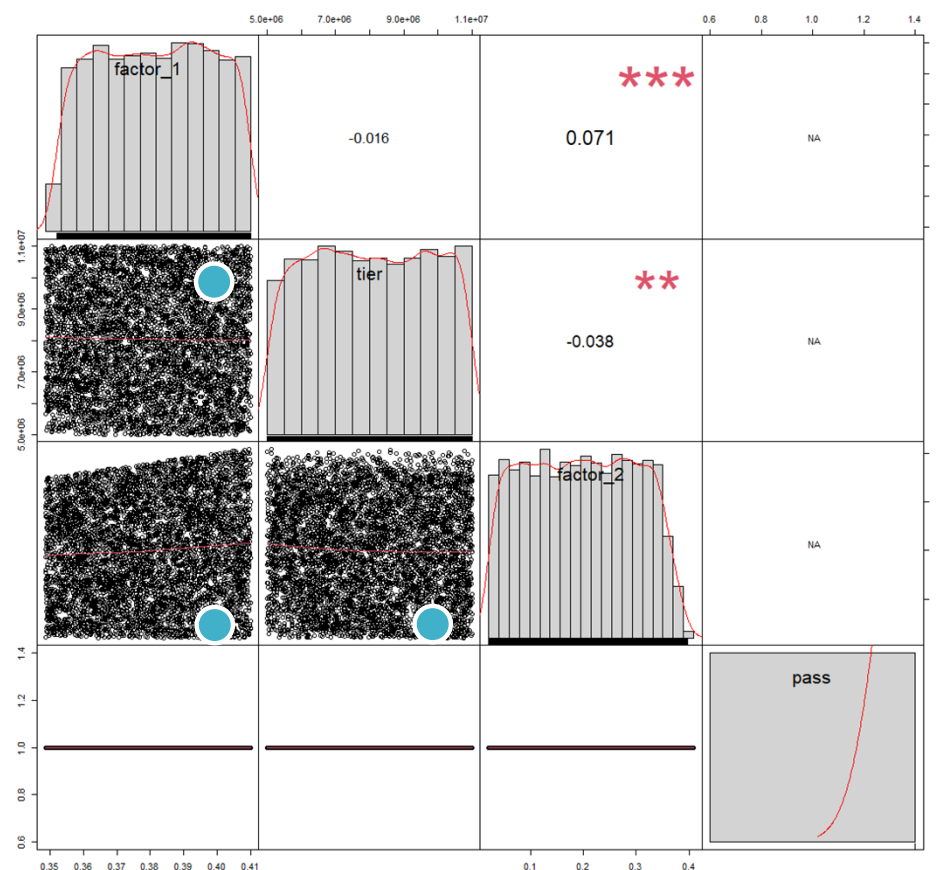 5.0e+06 7.0e+06 9.0e+06 1.1e+07 0.6 0.8 1.0 1.2 1.4
factor_1
-0.016
***
0.071
NA
1.1e+07
9.0e+06
7.0e+06
5.0e+06
tier
**
-0.038
NA
factor_2
NA
1.4
1.2
1.0
0.8
0.6
pass
0.35 0.36 0.37 0.38 0.39 0.40 0.41 0.1 0.2 0.3 0.4